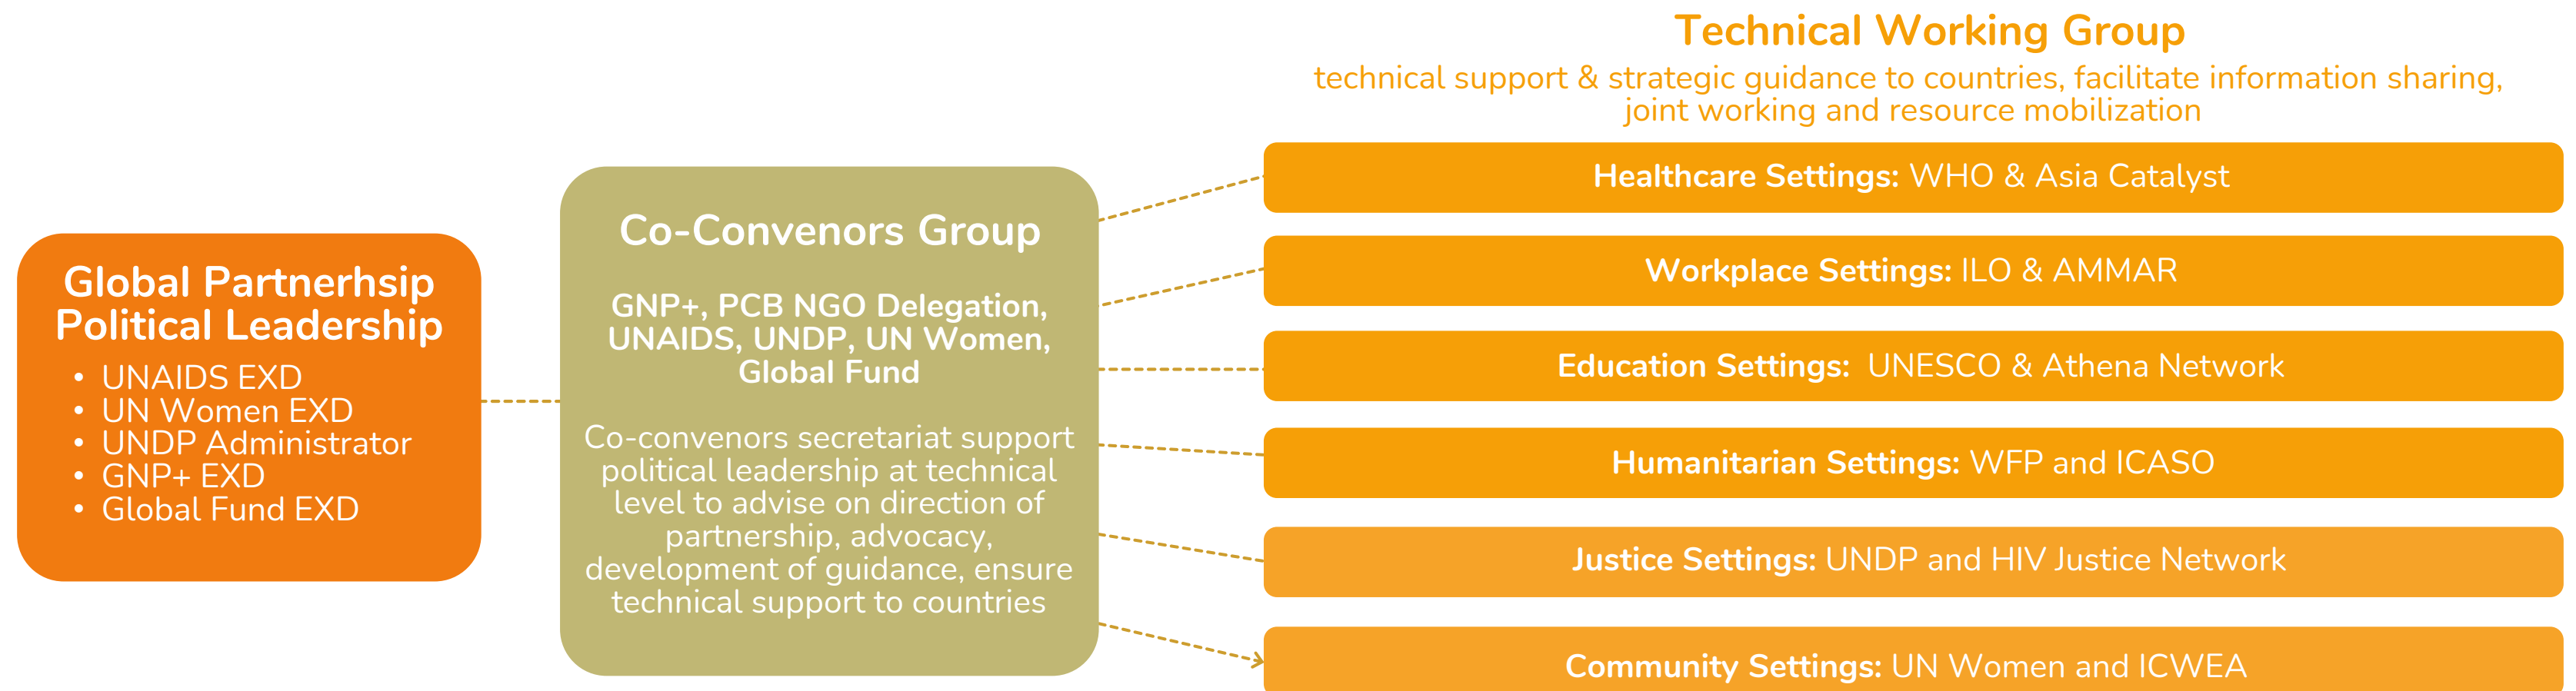 Global Partnerhsip
Political Leadership
• UNAIDS EXD
• UN Women EXD
• UNDP Administrator
• GNP+ EXD
• Global Fund EXD
Co-Convenors Group
GNP+, PCB NGO Delegation,
UNAIDS, UNDP, UN Women,
Global Fund
Co-convenors secretariat support
political leadership at technical
level to advise on direction of
partnership, advocacy,
development of guidance, ensure
technical support to countries
Technical Working Group
technical support & strategic guidance to countries, facilitate information sharing,
joint working and resource mobilization
Healthcare Settings: WHO & Asia Catalyst
Workplace Settings: ILO & AMMAR
Education Settings: UNESCO & Athena Network
Humanitarian Settings: WFP and ICASO
Justice Settings: UNDP and HIV Justice Network
Community Settings: UN Women and ICWEA